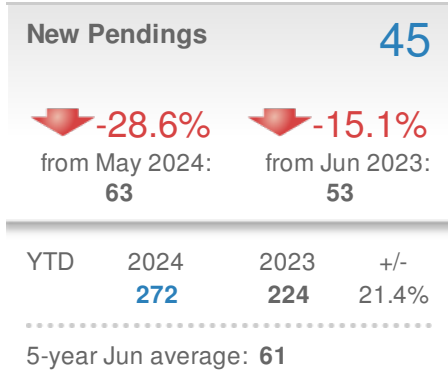 New Pendings 45
-28.6% -15.1%
from May 2024: from Jun 2023:
63 53
YTD 2024 2023 +/-
272 224 21.4%
5-year Jun average: 61